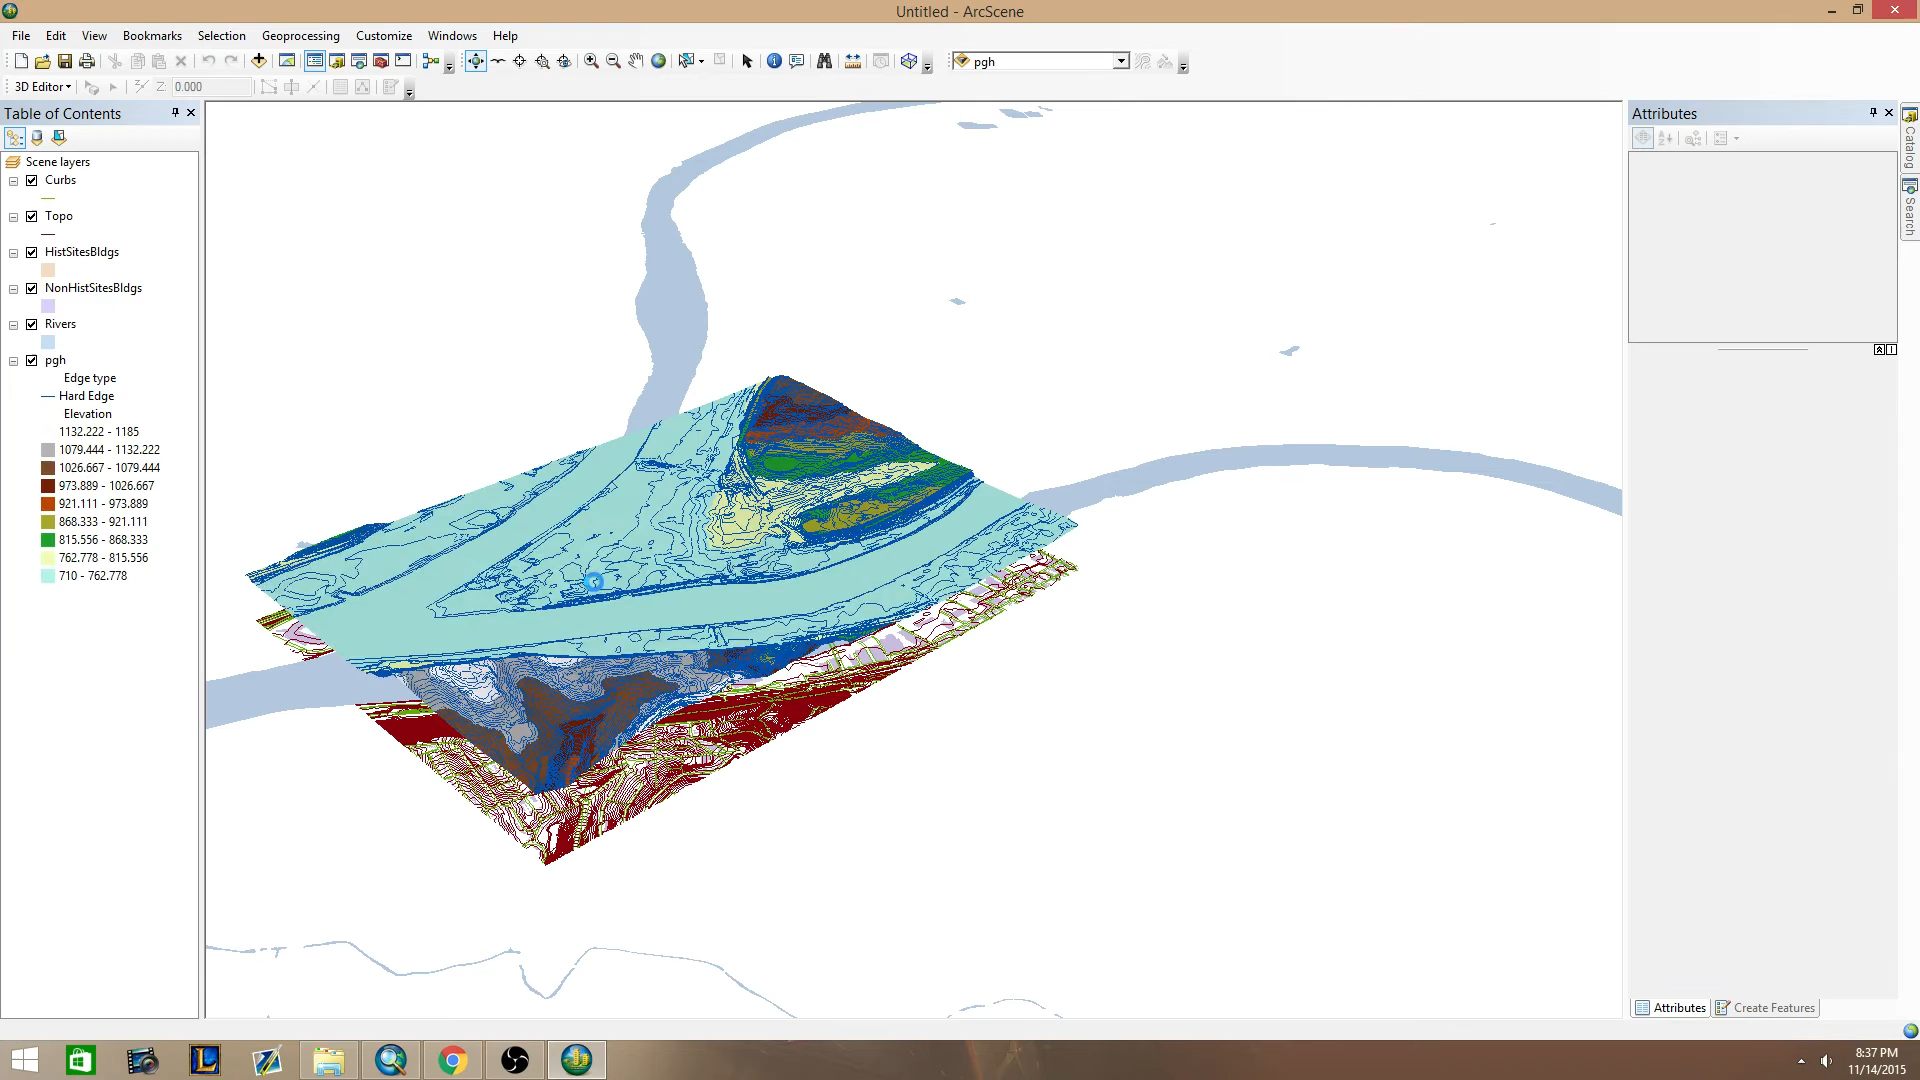 Untitled - ArcScene
File Edit View Bookmarks Selection Geoprocessing Customize Windows Help
pgh
3D Editor Z: 0.000
Table of Contents
Scene layers
Curbs
Topo
HistSitesBldgs
NonHistSitesBldgs
Rivers
pgh
Edge type
Hard Edge
Elevation
1132.222 - 1185
1079.444 - 1132.222
1026.667 - 1079.444
973.889 - 1026.667
921.111 - 973.889
868.333 - 921.111
815.556 - 868.333
762.778 - 815.556
710 - 762.778
Attributes
Catalog
Search
Attributes Create Features
8:37 PM
11/14/2015